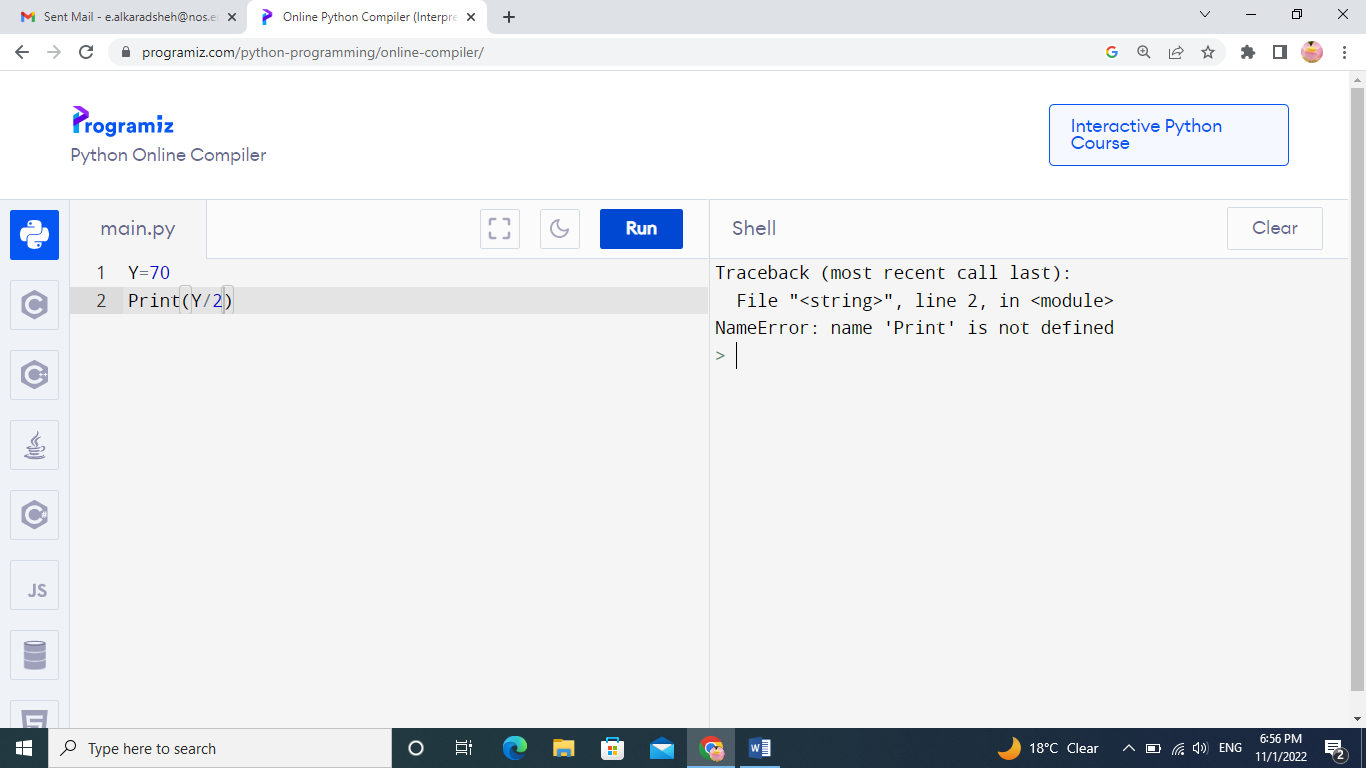 Sent Mail - e.alkaradsheh@nos.e
Online Python Compiler (Interpre
programiz.com/python-programming/online-compiler/
Programiz
Python Online Compiler
Interactive Python
Course
main.py
Run
Shell
Clear
1 Y=70
2 Print(Y/2)
Traceback (most recent call last):
File "<string>", line 2, in <module>
NameError: name 'Print' is not defined
>
C
C++
C#
JS
Type here to search
18°C Clear
ENG
6:56 PM
11/1/2022
2